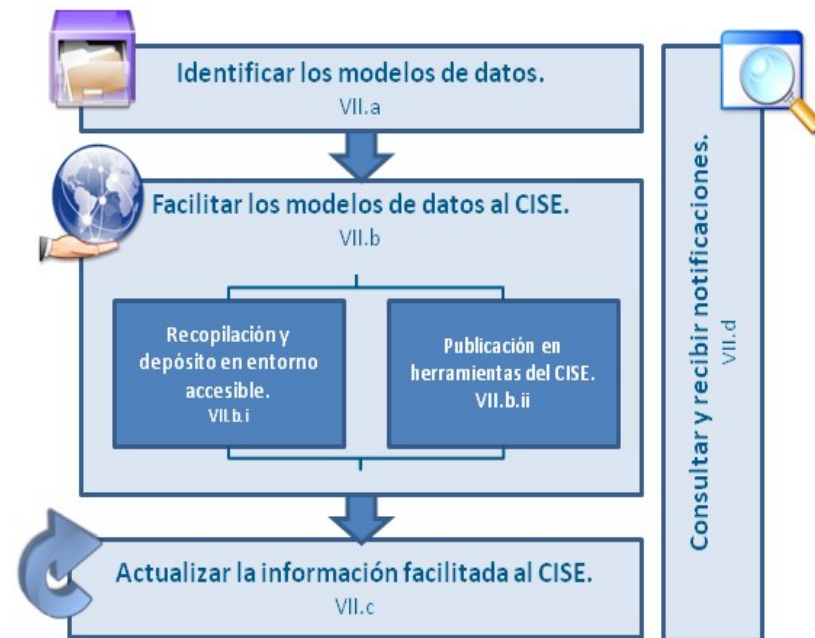 Identificar los modelos de datos.
VII.a
Facilitar los modelos de datos al CISE.
VII.b
Recopilación y
depósito en entorno
accesible.
VII.b.i
Publicación en
herramientas del CISE.
VII.b.ii
Actualizar la información facilitada al CISE.
VII.c
Consultar y recibir notificaciones.
VII.d